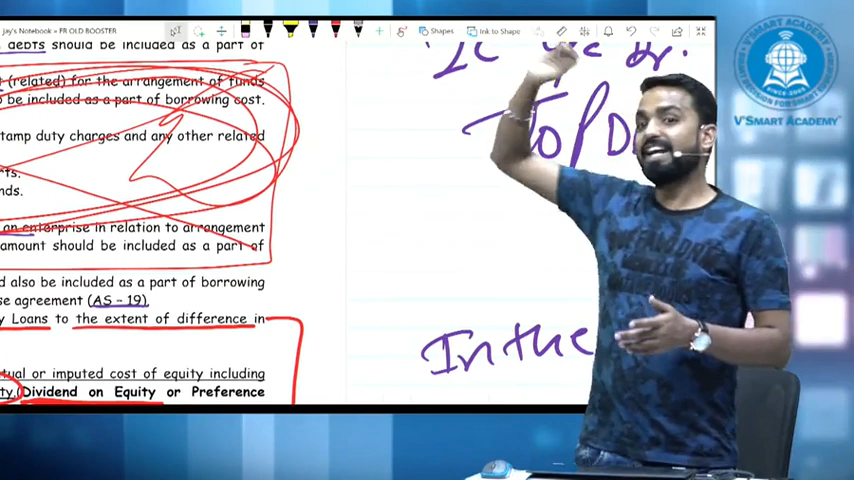 Jay's Notebook » FR OLD BOOSTER
Shapes
Ink to Shape
debts should be included as a part of
(related) for the arrangement of funds
be included as a part of borrowing cost.
tamp duty charges and any other related
rts.
nds.
an enterprise in relation to arrangement
amount should be included as a part of
d also be included as a part of borrowing
se agreement (AS – 19).
y Loans to the extent of difference in
tual or imputed cost of equity including
ty.(Dividend on Equity or Preference
In the
V'SMART ACADEMY
SINCE-2004
V'SMART ACADEMY